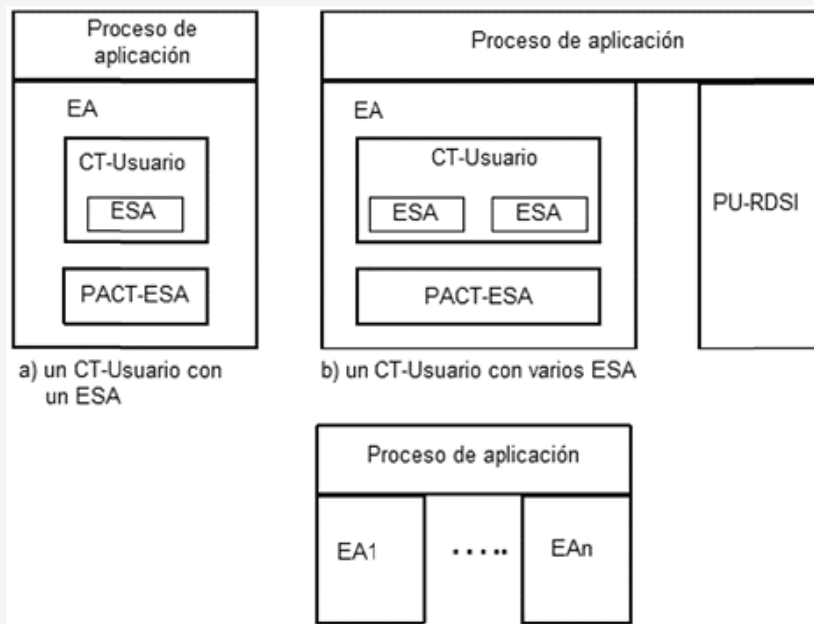 Proceso de
aplicación
EA
CT-Usuario
ESA
PACT-ESA
a) un CT-Usuario con
un ESA
Proceso de aplicación
EA
CT-Usuario
ESA ESA
PACT-ESA
PU-RDSI
b) un CT-Usuario con varios ESA
Proceso de aplicación
EA1 ..... EAn